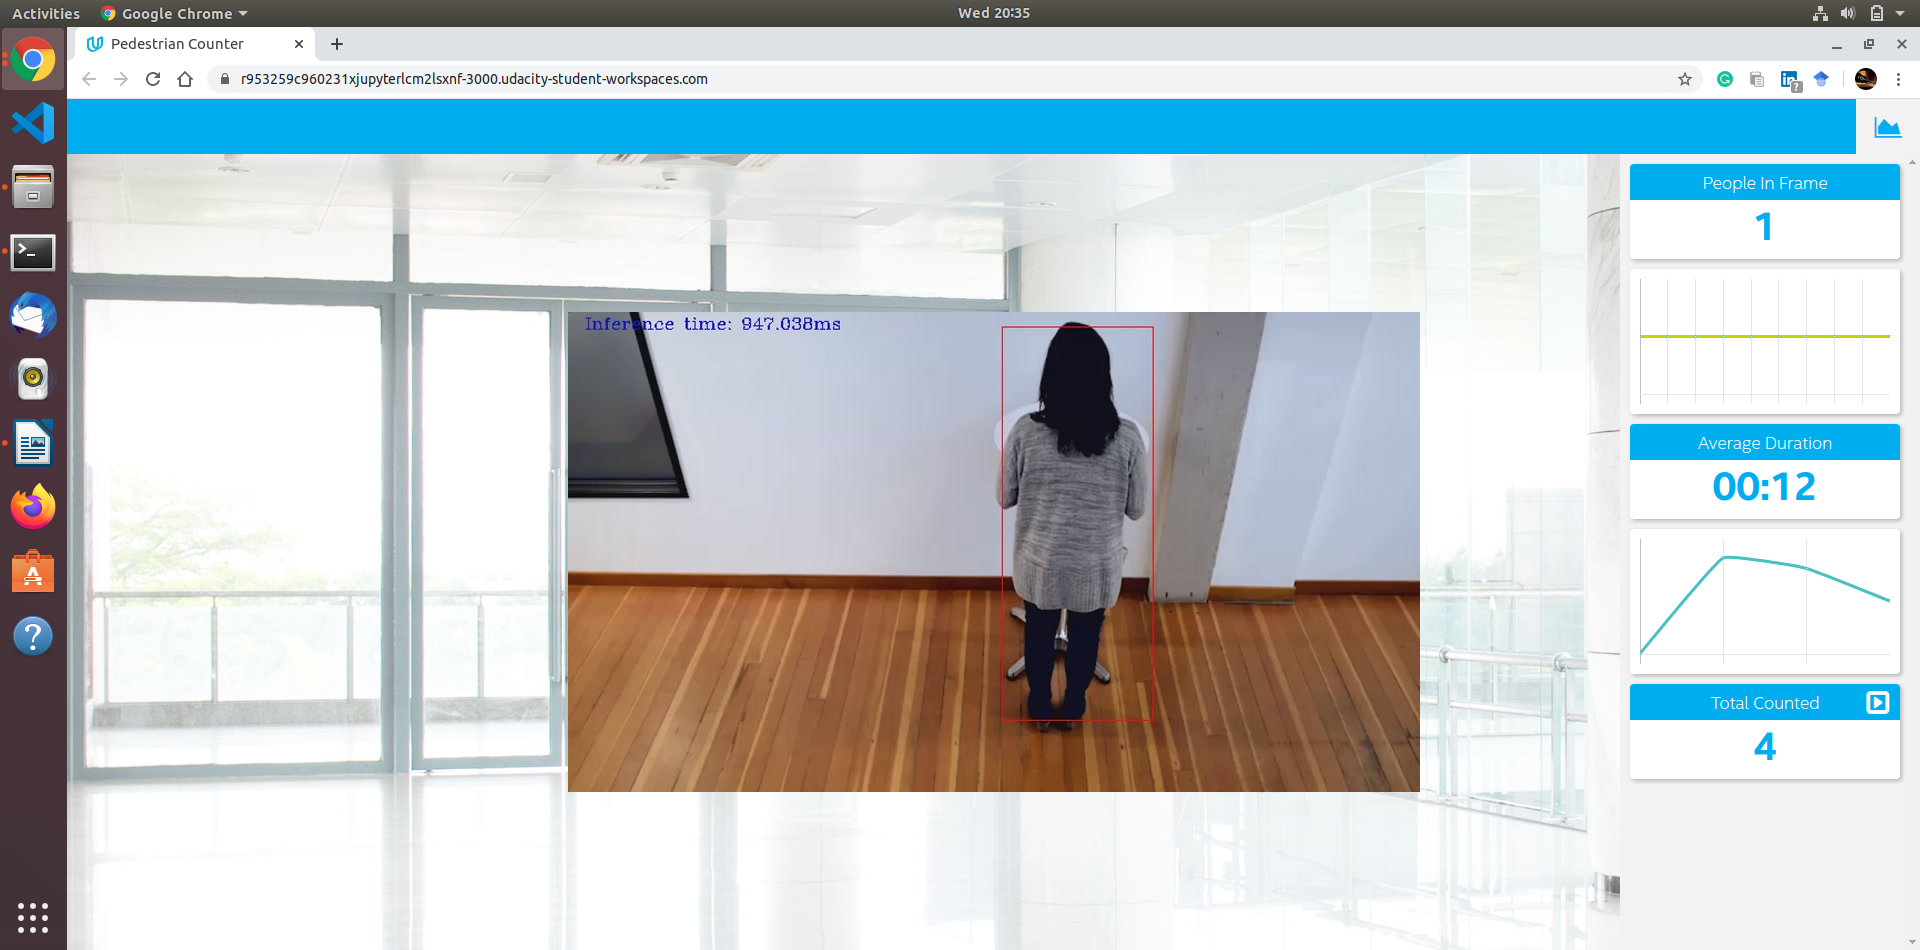 Activities
Google Chrome
Wed 20:35
Pedestrian Counter
r953259c960231xjupyterlcm2lsxnf-3000.udacity-student-workspaces.com
Inference time: 947.038ms
People In Frame
1
Average Duration
00:12
Total Counted
4